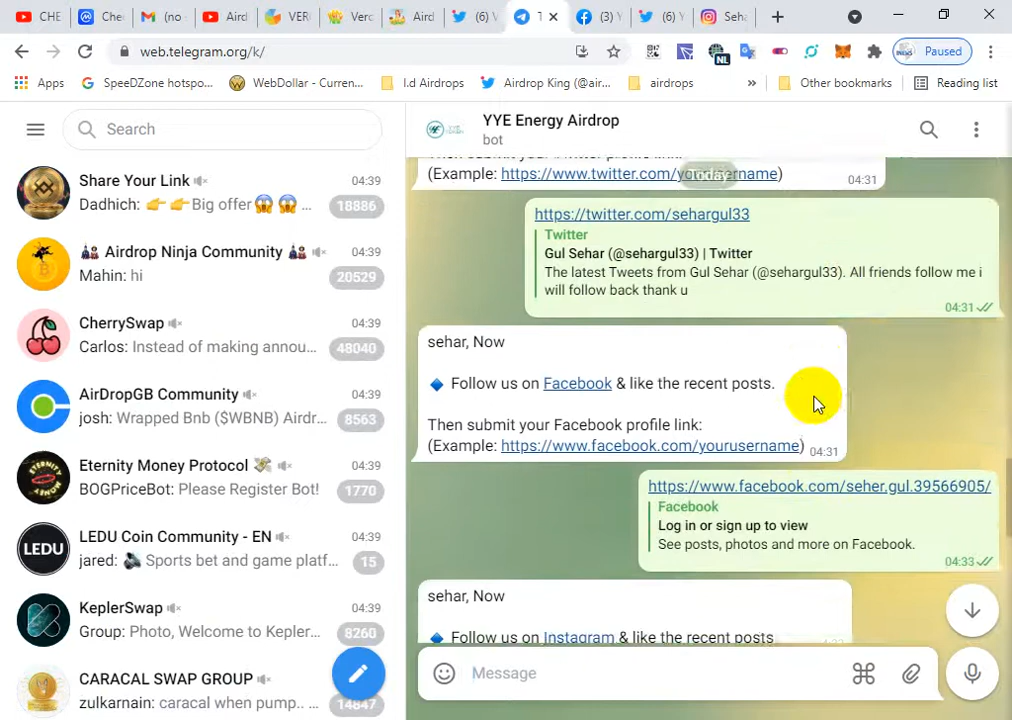 CHE
Che
M (no
Aird
VER
Verc
Aird
(6) V
T
(3) Y
(6) Y
Seha
web.telegram.org/k/
NL
Paused
Apps
SpeeDZone hotspo...
WebDollar - Curren...
I.d Airdrops
Airdrop King (@air...
airdrops
»
Other bookmarks
Reading list
Search
YYE Energy Airdrop
bot
Share Your Link
04:39
Dadhich: 👉 👉Big offer 😱 😱 ...
18886
🎎 Airdrop Ninja Community 🎎
04:39
Mahin: hi
20529
CherrySwap
04:39
Carlos: Instead of making annou...
48040
AirDropGB Community
04:39
josh: Wrapped Bnb ($WBNB) Airdr...
8563
ETERNITY
MONEY
Eternity Money Protocol 💸
04:39
BOGPriceBot: Please Register Bot!
1770
LEDU
LEDU Coin Community - EN
04:39
jared: 🔊 Sports bet and game platf...
15
KeplerSwap
04:39
Group: Photo, Welcome to Kepler...
8260
CARACAL SWAP GROUP
04:39
zulkarnain: caracal when pump.. ...
14847
Today
(Example: https://www.twitter.com/yourusername)
04:31
https://twitter.com/sehargul33
Twitter
Gul Sehar (@sehargul33) | Twitter
The latest Tweets from Gul Sehar (@sehargul33). All friends follow me i
will follow back thank u
04:31
sehar, Now
🔹 Follow us on Facebook & like the recent posts.
Then submit your Facebook profile link:
(Example: https://www.facebook.com/yourusername)
04:31
https://www.facebook.com/seher.gul.39566905/
Facebook
Log in or sign up to view
See posts, photos and more on Facebook.
04:33
sehar, Now
🔹 Follow us on Instagram & like the recent posts
Message